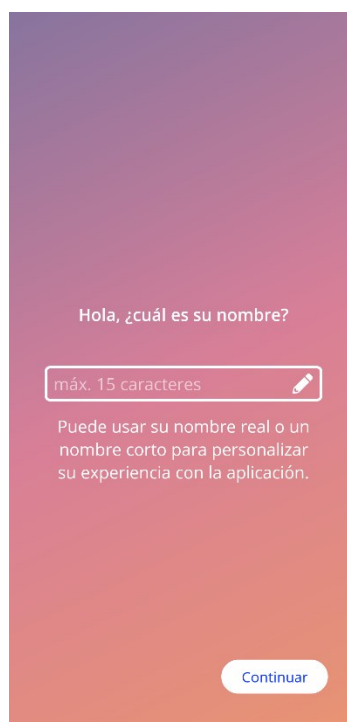 Hola, ¿cuál es su nombre?
máx. 15 caracteres
Puede usar su nombre real o un
nombre corto para personalizar
su experiencia con la aplicación.
Continuar